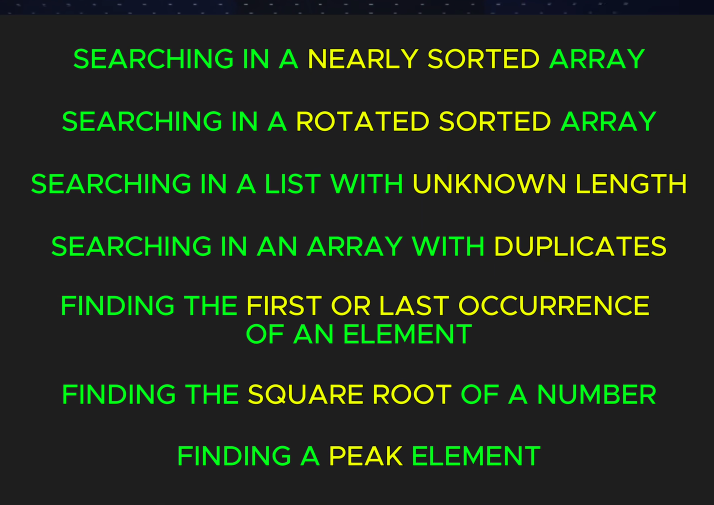 SEARCHING IN A NEARLY SORTED ARRAY
SEARCHING IN A ROTATED SORTED ARRAY
SEARCHING IN A LIST WITH UNKNOWN LENGTH
SEARCHING IN AN ARRAY WITH DUPLICATES
FINDING THE FIRST OR LAST OCCURRENCE
OF AN ELEMENT
FINDING THE SQUARE ROOT OF A NUMBER
FINDING A PEAK ELEMENT